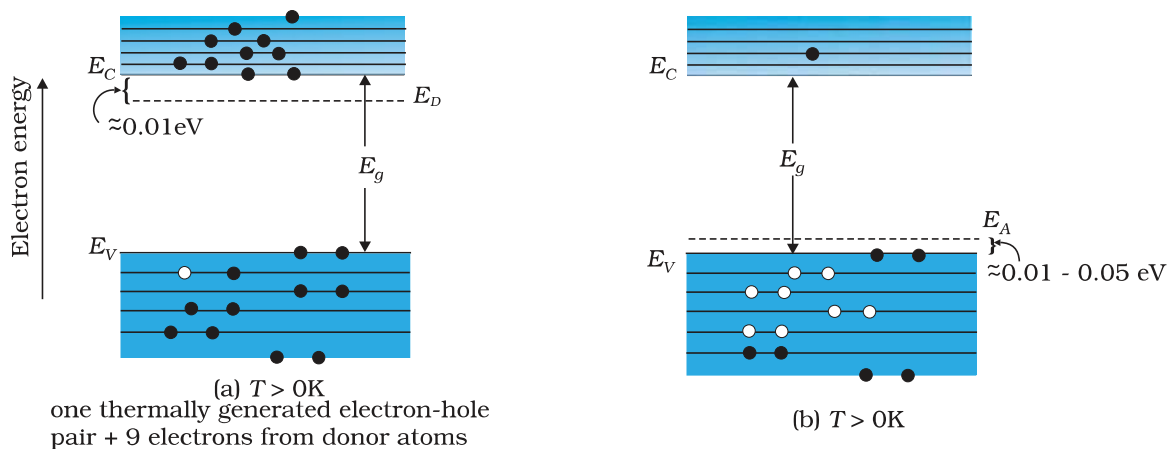 E_C
E_D
≈0.01eV
E_g
E_V
Electron energy
(a) T > 0K
one thermally generated electron-hole
pair + 9 electrons from donor atoms
E_C
E_g
E_A
E_V
≈0.01 - 0.05 eV
(b) T > 0K